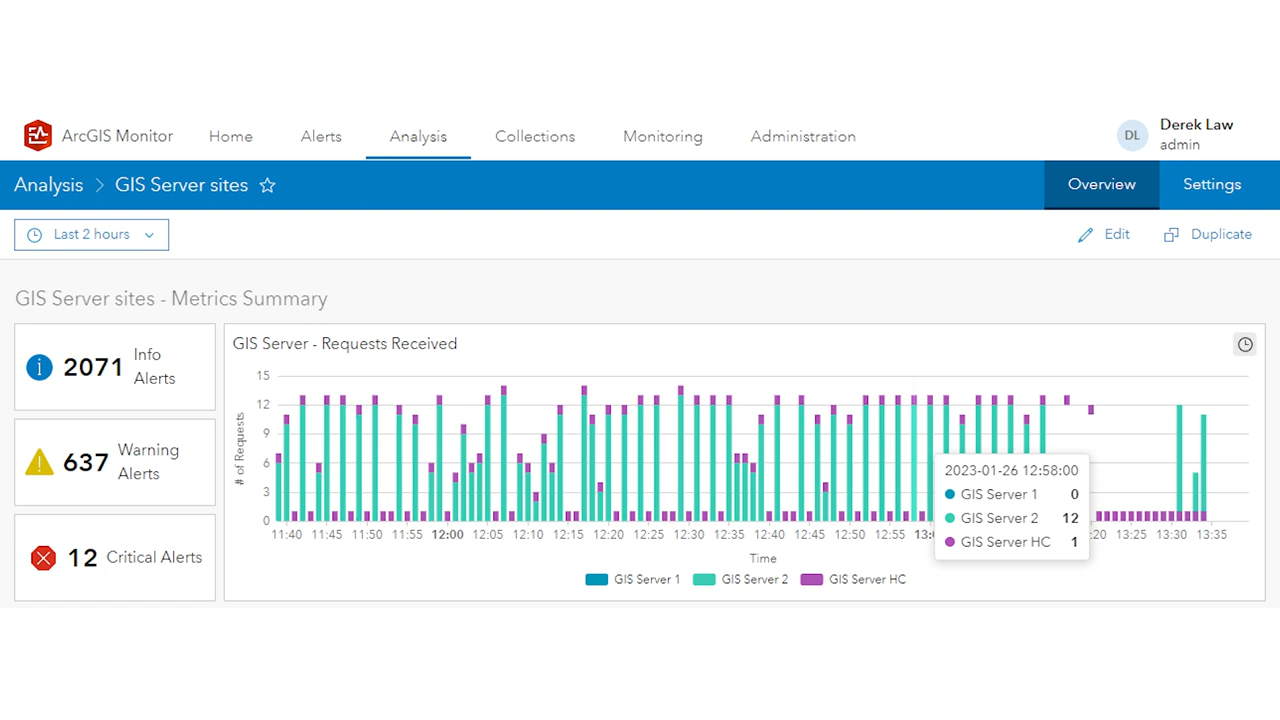 ArcGIS Monitor Home Alerts Analysis Collections Monitoring Administration
DL
Derek Law
admin
Analysis > GIS Server sites
Overview
Settings
Last 2 hours
Edit
Duplicate
GIS Server sites - Metrics Summary
2071 Info
Alerts
637 Warning
Alerts
12 Critical Alerts
GIS Server - Requests Received
# of Requests
15
12
9
6
3
0
11:40 11:45 11:50 11:55 12:00 12:05 12:10 12:15 12:20 12:25 12:30 12:35 12:40 12:45 12:50 12:55 13:0 :20 13:25 13:30 13:35
2023-01-26 12:58:00
GIS Server 1 0
GIS Server 2 12
GIS Server HC 1
Time
GIS Server 1 GIS Server 2 GIS Server HC